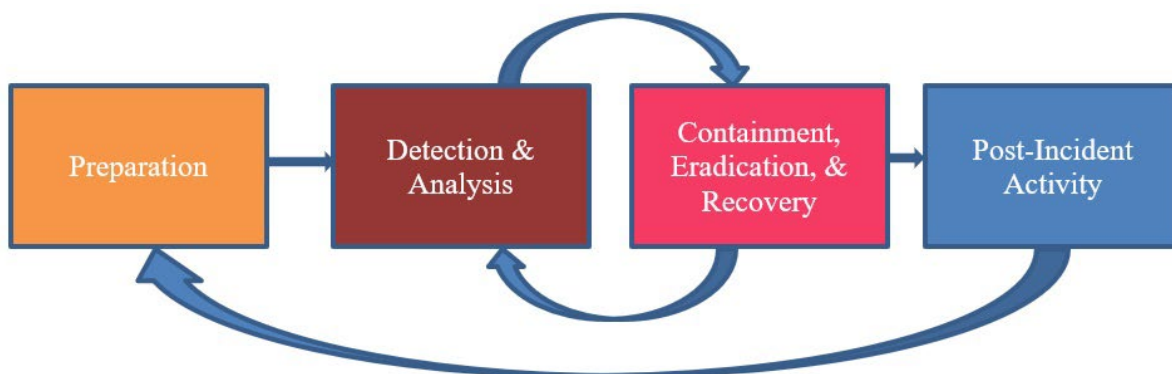 Preparation
Detection &
Analysis
Containment,
Eradication, &
Recovery
Post-Incident
Activity